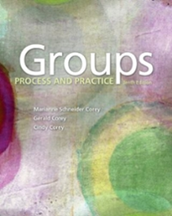 Groups
PROCESS AND PRACTICE
Marianne Schneider Corey
Gerald Corey
Cindy Corey